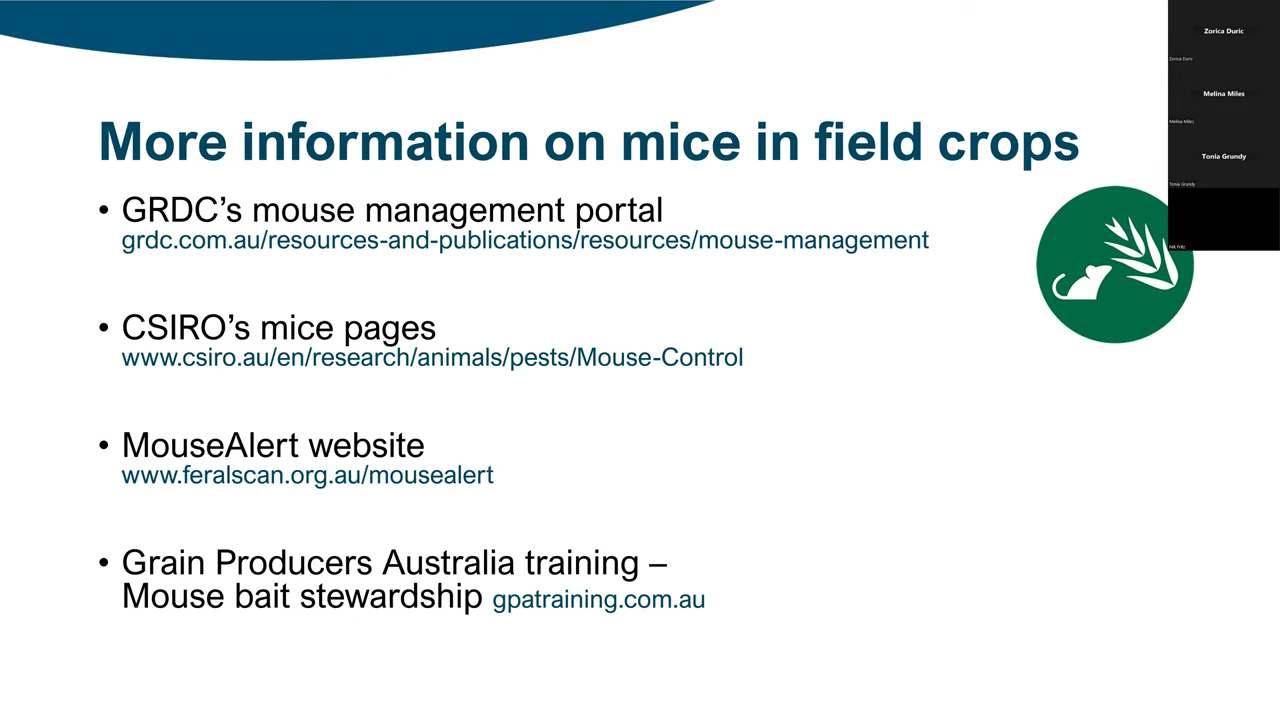 More information on mice in field crops
• GRDC’s mouse management portal
grdc.com.au/resources-and-publications/resources/mouse-management
• CSIRO’s mice pages
www.csiro.au/en/research/animals/pests/Mouse-Control
• MouseAlert website
www.feralscan.org.au/mousealert
• Grain Producers Australia training –
Mouse bait stewardship gpatraining.com.au
Zorica Duric
Zorica Duric
Melina Miles
Melina Miles
Tonia Grundy
Tonia Grundy
Nik Fritz